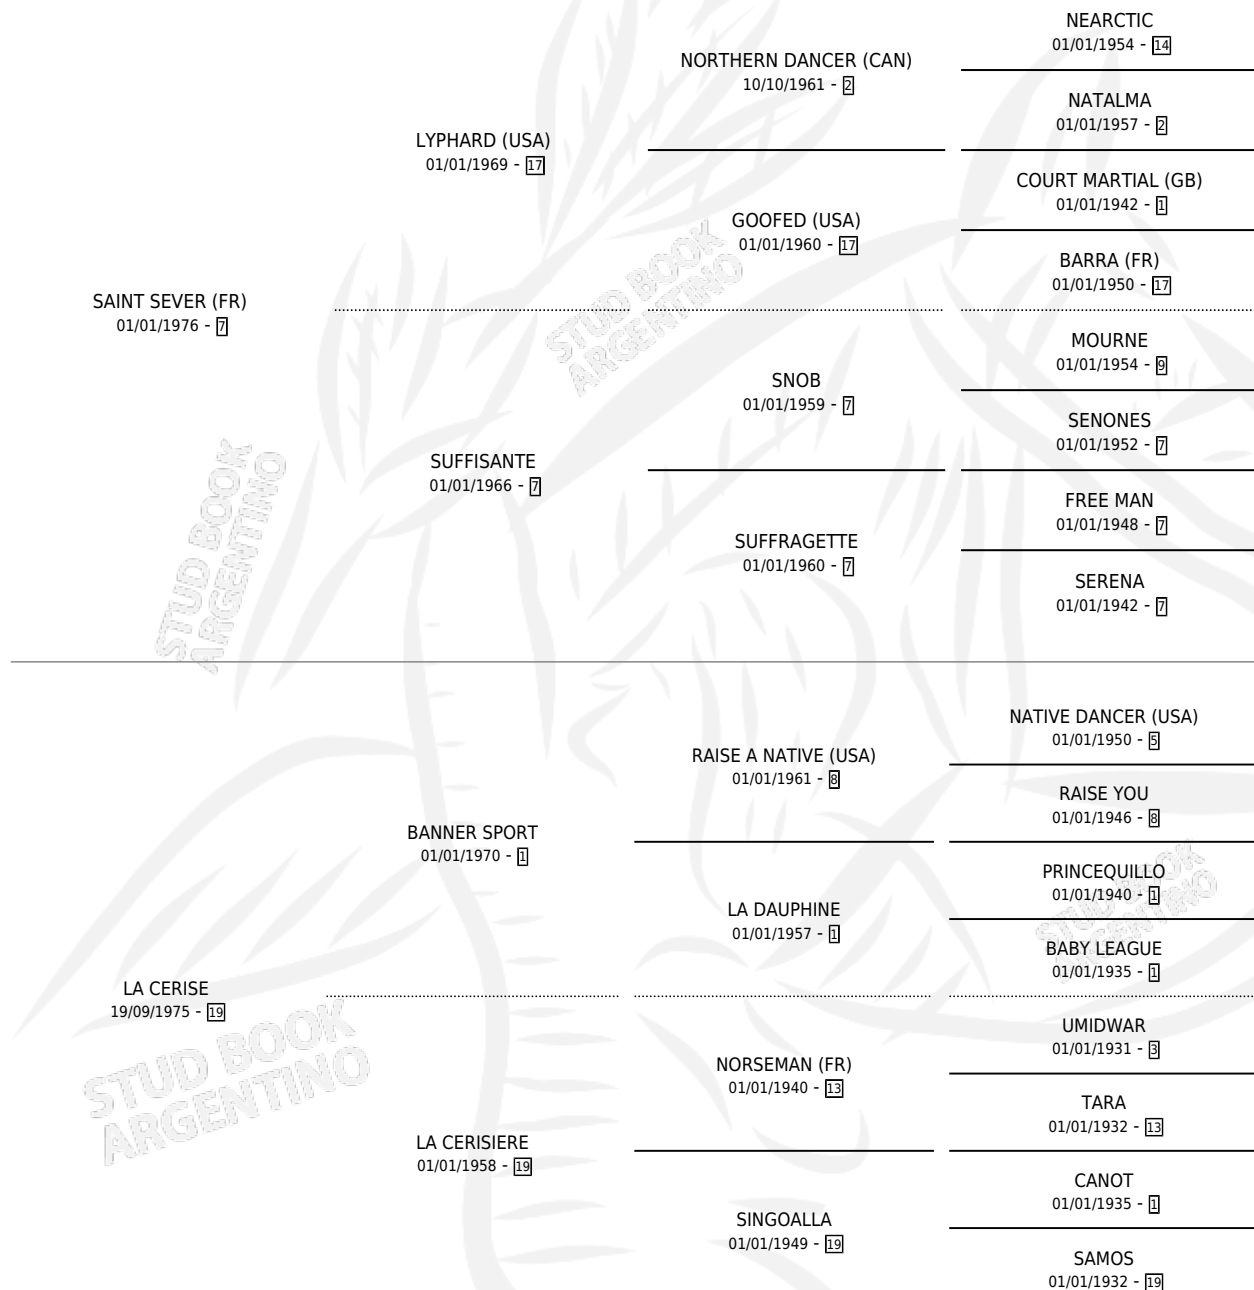 NEARCTIC
01/01/1954 - 14
NORTHERN DANCER (CAN)
10/10/1961 - 2
NATALMA
01/01/1957 - 2
LYPHARD (USA)
01/01/1969 - 17
COURT MARTIAL (GB)
01/01/1942 - 1
GOOFED (USA)
01/01/1960 - 17
BARRA (FR)
01/01/1950 - 17
SAINT SEVER (FR)
01/01/1976 - 7
MOURNE
01/01/1954 - 9
SNOB
01/01/1959 - 7
SENONES
01/01/1952 - 7
SUFFISANTE
01/01/1966 - 7
FREE MAN
01/01/1948 - 7
SUFFRAGETTE
01/01/1960 - 7
SERENA
01/01/1942 - 7
NATIVE DANCER (USA)
01/01/1950 - 5
RAISE A NATIVE (USA)
01/01/1961 - 8
RAISE YOU
01/01/1946 - 8
BANNER SPORT
01/01/1970 - 1
PRINCEQUILLO
01/01/1940 - 1
LA DAUPHINE
01/01/1957 - 1
BABY LEAGUE
01/01/1935 - 1
LA CERISE
19/09/1975 - 19
UMIDWAR
01/01/1931 - 3
NORSEMAN (FR)
01/01/1940 - 13
TARA
01/01/1932 - 13
LA CERISIERE
01/01/1958 - 19
CANOT
01/01/1935 - 1
SINGOALLA
01/01/1949 - 19
SAMOS
01/01/1932 - 19
STUD BOOK
ARGENTINO
STUD BOOK
ARGENTINO
STUD BOOK
ARGENTINO
STUD BOOK
ARGENTINO